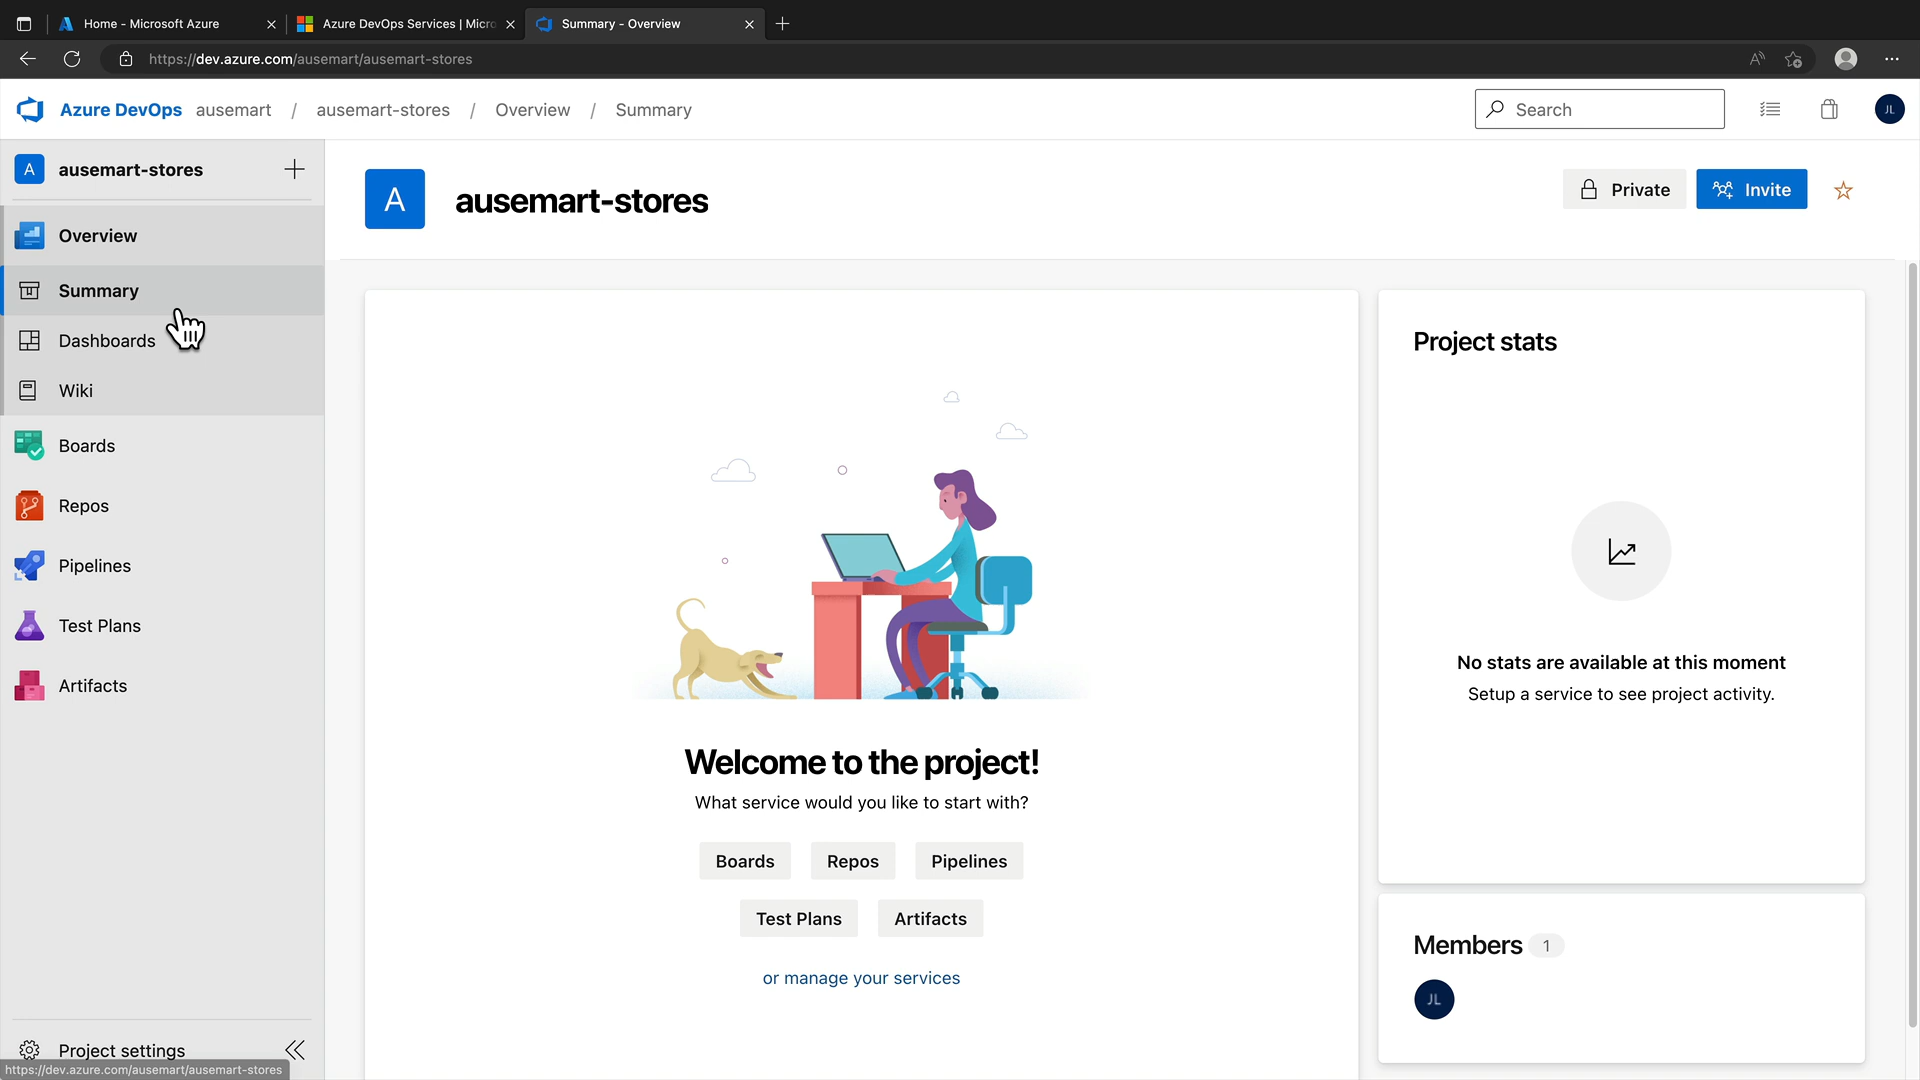 Home - Microsoft Azure
Azure DevOps Services | Micro
Summary - Overview
https://dev.azure.com/ausemart/ausemart-stores
Azure DevOps ausemart / ausemart-stores / Overview / Summary
Search
JL
A ausemart-stores
A ausemart-stores
Private
Invite
Overview
Summary
Dashboards
Wiki
Boards
Repos
Pipelines
Test Plans
Artifacts
Welcome to the project!
What service would you like to start with?
Boards Repos Pipelines
Test Plans Artifacts
or manage your services
Project stats
No stats are available at this moment
Setup a service to see project activity.
Members 1
JL
Project settings
https://dev.azure.com/ausemart/ausemart-stores